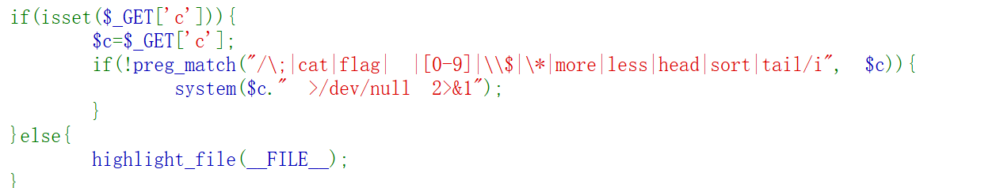 if(isset($_GET['c'])){
        $c=$_GET['c'];
        if(!preg_match("/\;|cat|flag| |[0-9]|\\$|\*|more|less|head|sort|tail/i", $c)){
                system($c." >/dev/null 2>&1");
        }
}else{
        highlight_file(__FILE__);
}